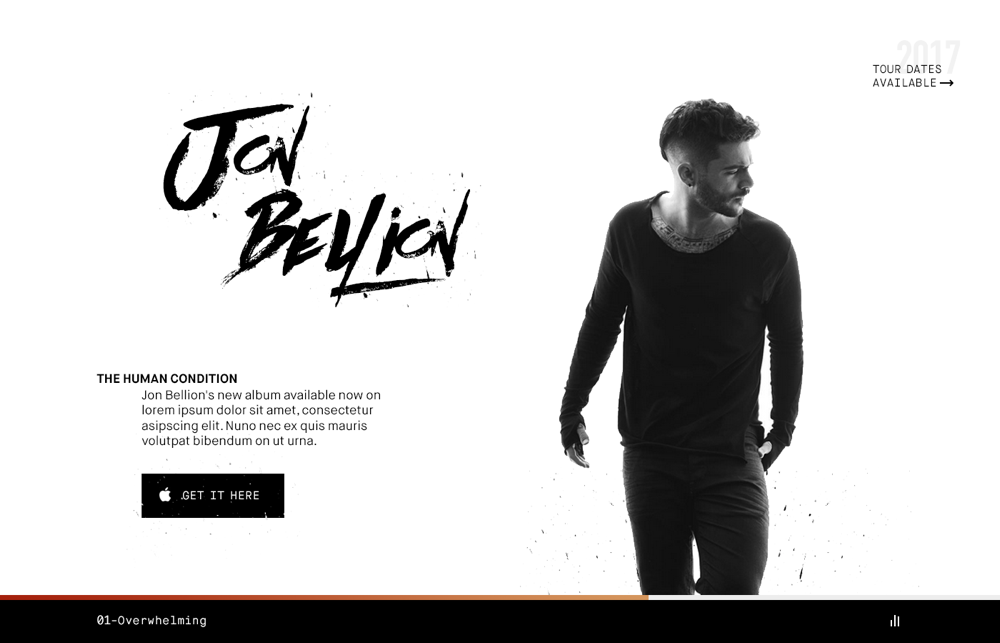 2017
TOUR DATES
AVAILABLE
JON
BELLION
THE HUMAN CONDITION
Jon Bellion's new album available now on
lorem ipsum dolor sit amet, consectetur
asipscing elit. Nuno nec ex quis mauris
volutpat bibendum on ut urna.
GET IT HERE
01-Overwhelming